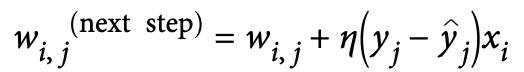 w_{i, j}^{(next step)} = w_{i, j} + η(y_j − ŷ_j)x_i